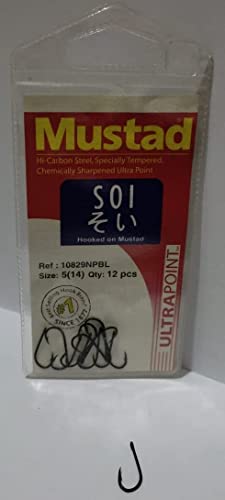 Mustad
Hi-Carbon Steel, Specially Tempered,
Chemically Sharpened Ultra Point
SOI
そい
Hooked on Mustad
Ref : 10829NPBL
Size: 5(14) Qty: 12 pcs
#1
SINCE 1877
ULTRAPOINT